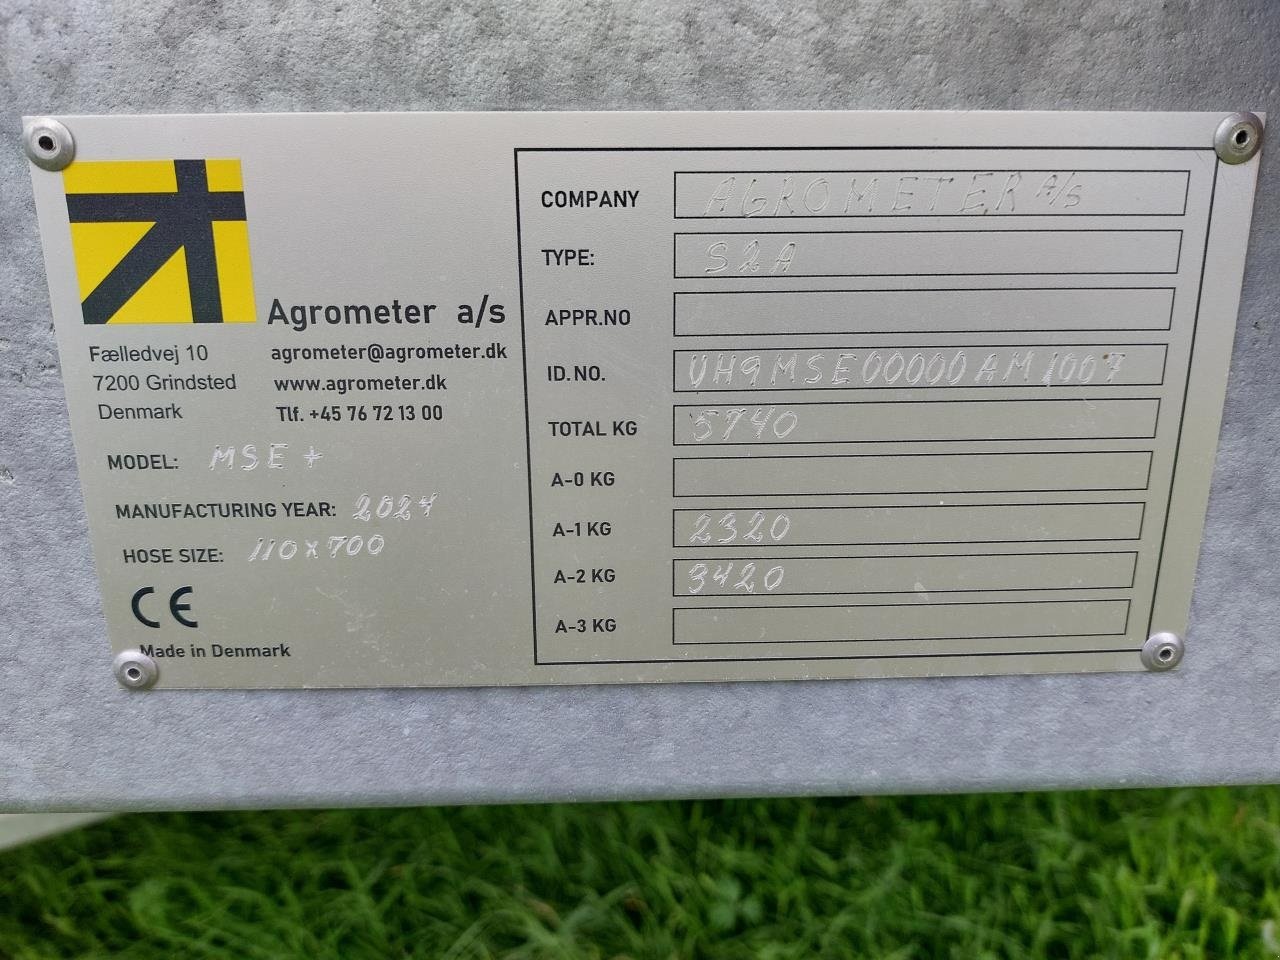 Agrometer a/s
Fælledvej 10
7200 Grindsted
Denmark
agrometer@agrometer.dk
www.agrometer.dk
Tlf. +45 76 72 13 00
MODEL: MSE +
MANUFACTURING YEAR: 2024
HOSE SIZE: 110x700
CE
Made in Denmark
COMPANY AGROMETER A/S
TYPE: S2A
APPR.NO
ID.NO. UH9MSE00000AM1007
TOTAL KG 5740
A-0 KG
A-1 KG 2320
A-2 KG 3420
A-3 KG